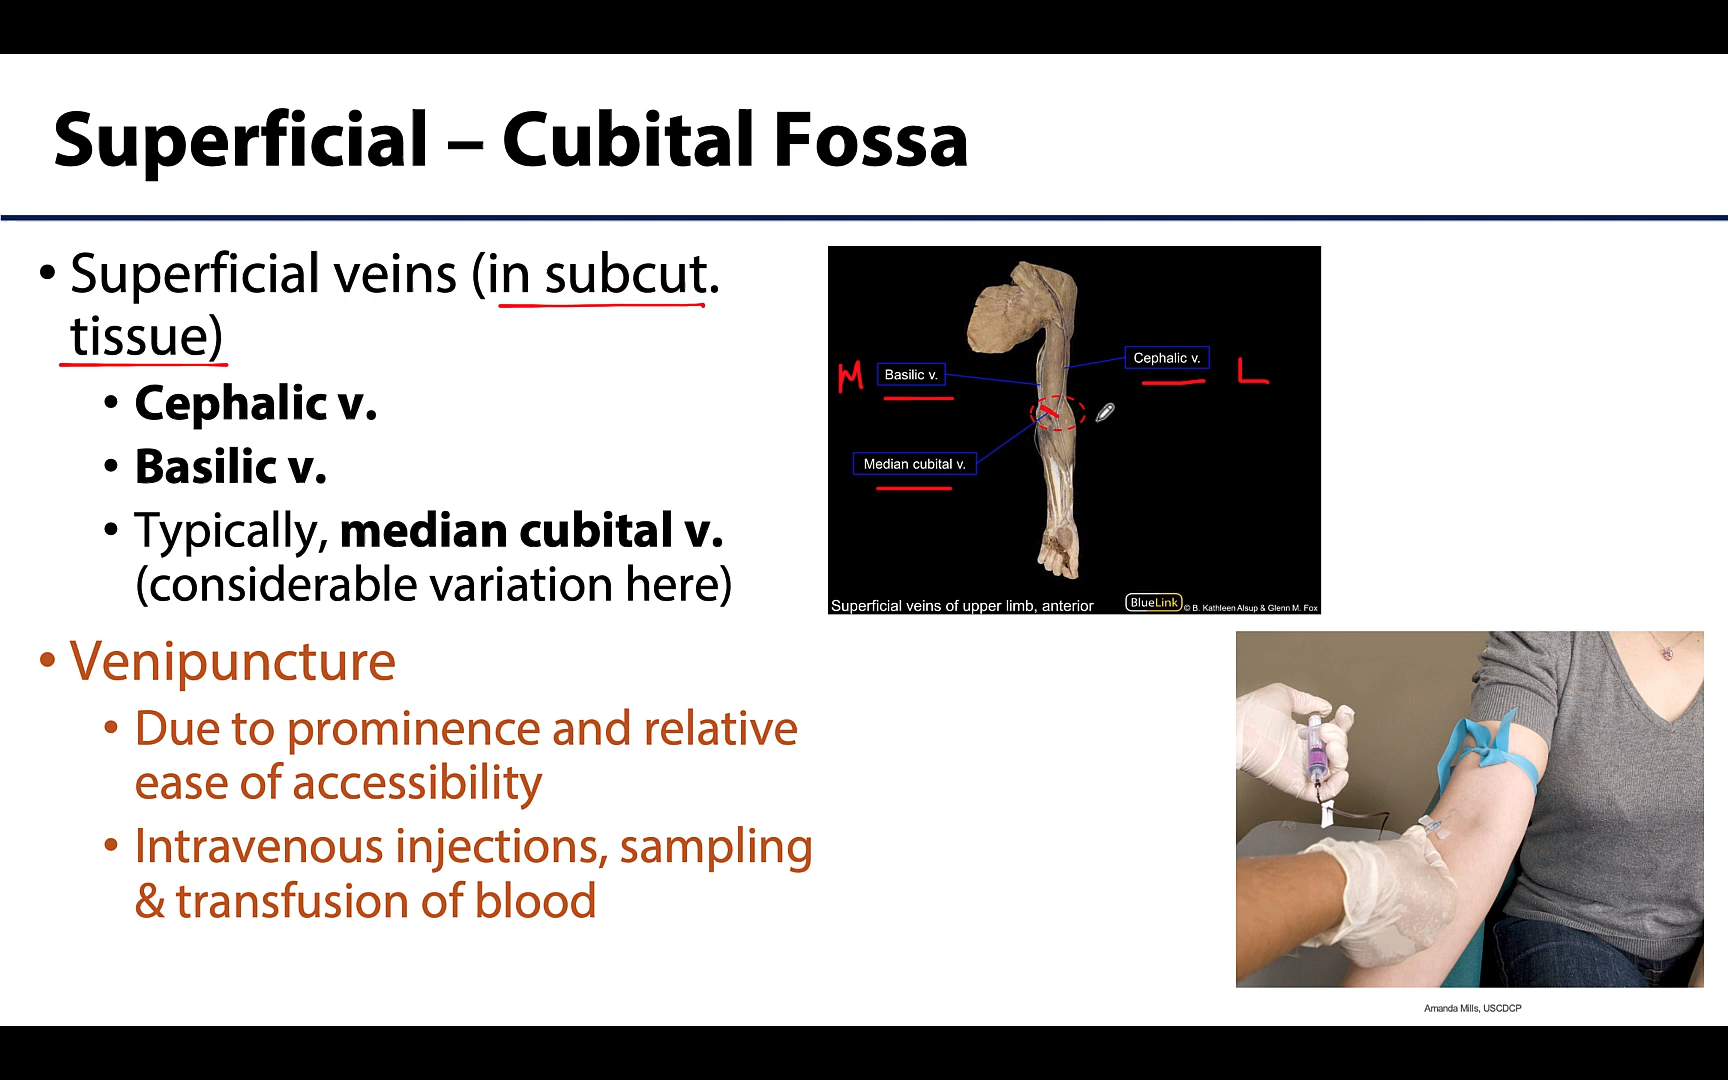 Superficial – Cubital Fossa
• Superficial veins (in subcut.
tissue)
• Cephalic v.
• Basilic v.
• Typically, median cubital v.
(considerable variation here)
• Venipuncture
• Due to prominence and relative
ease of accessibility
• Intravenous injections, sampling
& transfusion of blood
Cephalic v.
L
M
Basilic v.
Median cubital v.
Superficial veins of upper limb, anterior
BlueLink
© B. Kathleen Alsup & Glenn M. Fox
Amanda Mills, USCDCP